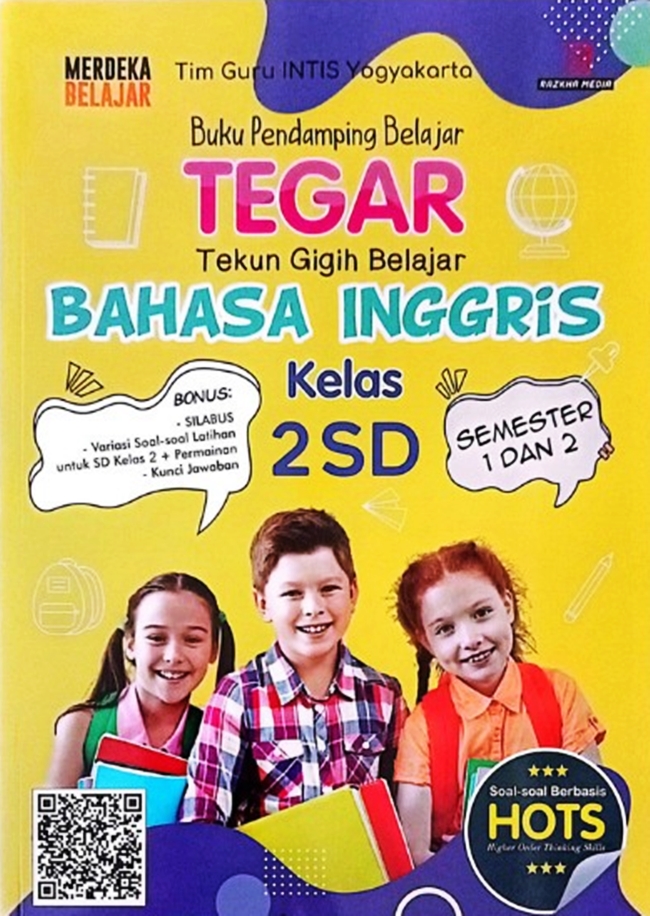 MERDEKA
BELAJAR
Tim Guru INTIS Yogyakarta
RAZKHA MEDIA
Buku Pendamping Belajar
TEGAR
Tekun Gigih Belajar
BAHASA INGGRIS
Kelas
2 SD
BONUS:
- SILABUS
- Variasi Soal-soal Latihan
untuk SD Kelas 2 + Permainan
- Kunci Jawaban
SEMESTER
1 DAN 2
Soal-soal Berbasis
HOTS
Higher Order Thinking Skills